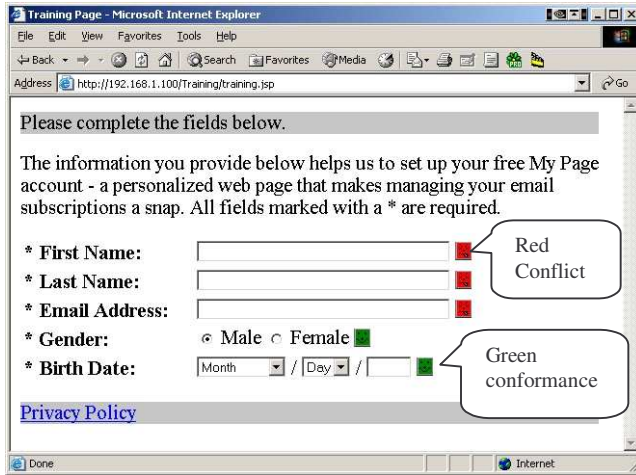 Training Page - Microsoft Internet Explorer
File Edit View Favorites Tools Help
Back Search Favorites Media
Address http://192.168.1.100/Training/training.jsp Go
Please complete the fields below.
The information you provide below helps us to set up your free My Page
account - a personalized web page that makes managing your email
subscriptions a snap. All fields marked with a * are required.
* First Name:
Red
Conflict
* Last Name:
* Email Address:
* Gender: Male Female
* Birth Date: Month / Day /
Green
conformance
Privacy Policy
Done Internet